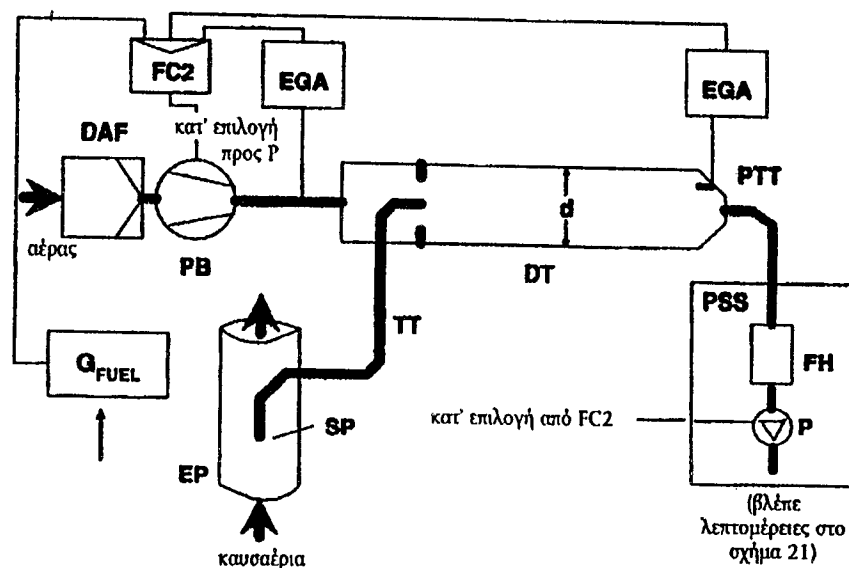 FC2
EGA
EGA
κατ' επιλογή
προς P
DAF
PTT
d
αέρας
PB
DT
PSS
TT
G_FUEL
FH
SP
κατ' επιλογή από FC2
P
EP
(βλέπε
λεπτομέρειες στο
σχήμα 21)
καυσαέρια